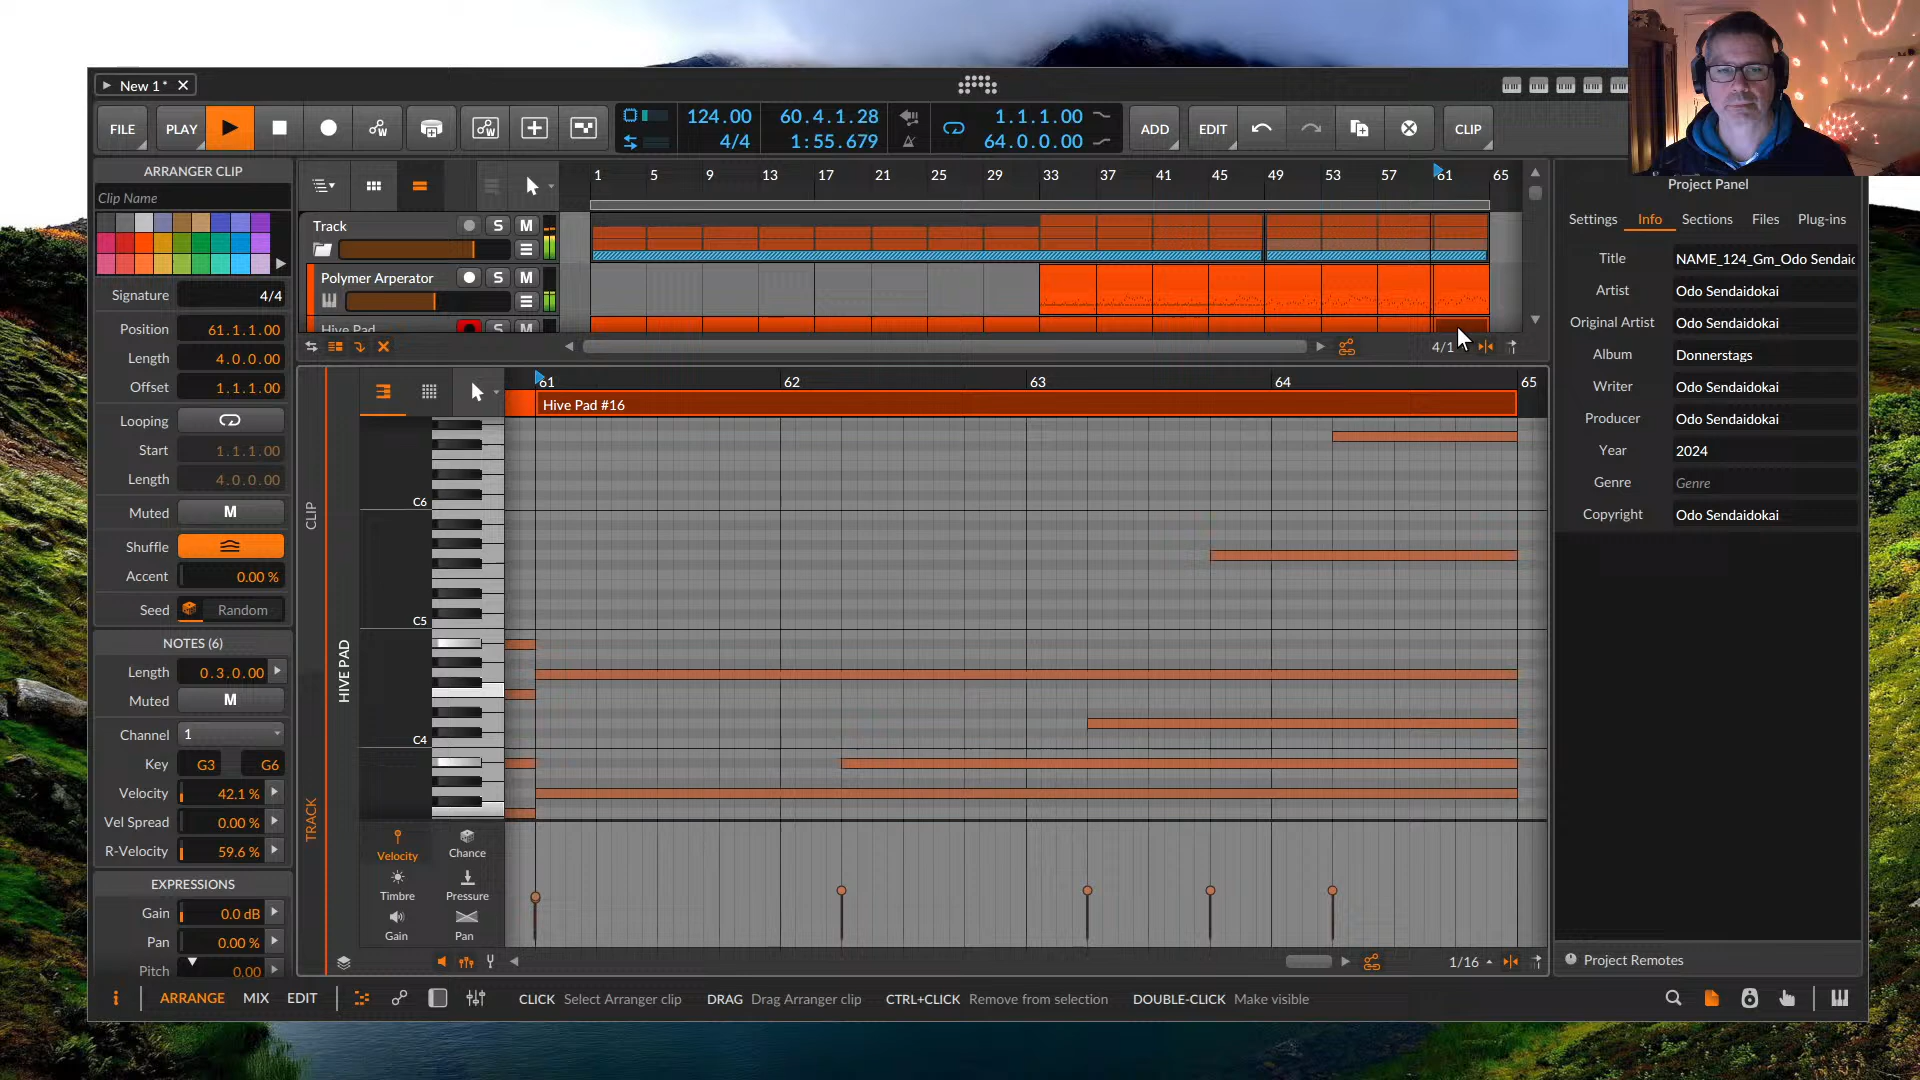 New 1*
FILE PLAY 124.00 60.4.1.28 1.1.1.00 ADD EDIT CLIP
4/4 1:55.679 64.0.0.00
ARRANGER CLIP
Clip Name
Signature 4/4
Position 61.1.1.00
Length 4.0.0.00
Offset 1.1.1.00
Looping
Start 1.1.1.00
Length 4.0.0.00
Muted M
Shuffle
Accent 0.00 %
Seed Random
NOTES (6)
Length 0.3.0.00
Muted M
Channel 1
Key G3 G6
Velocity 42.1 %
Vel Spread 0.00 %
R-Velocity 59.6 %
EXPRESSIONS
Gain 0.0 dB
Pan 0.00 %
Pitch 0.00
1 5 9 13 17 21 25 29 33 37 41 45 49 53 57 61 65
Track S M
Polymer Arperator S M
Hive Pad S M
4/1
61 62 63 64 65
Hive Pad #16
CLIP
HIVE PAD
TRACK
C6
C5
C4
Velocity Chance
Timbre Pressure
Gain Pan
1/16
Project Panel
Settings Info Sections Files Plug-ins
Title NAME_124_Gm_Odo Sendaid
Artist Odo Sendaidokai
Original Artist Odo Sendaidokai
Album Donnerstags
Writer Odo Sendaidokai
Producer Odo Sendaidokai
Year 2024
Genre Genre
Copyright Odo Sendaidokai
Project Remotes
i ARRANGE MIX EDIT CLICK Select Arranger clip DRAG Drag Arranger clip CTRL+CLICK Remove from selection DOUBLE-CLICK Make visible